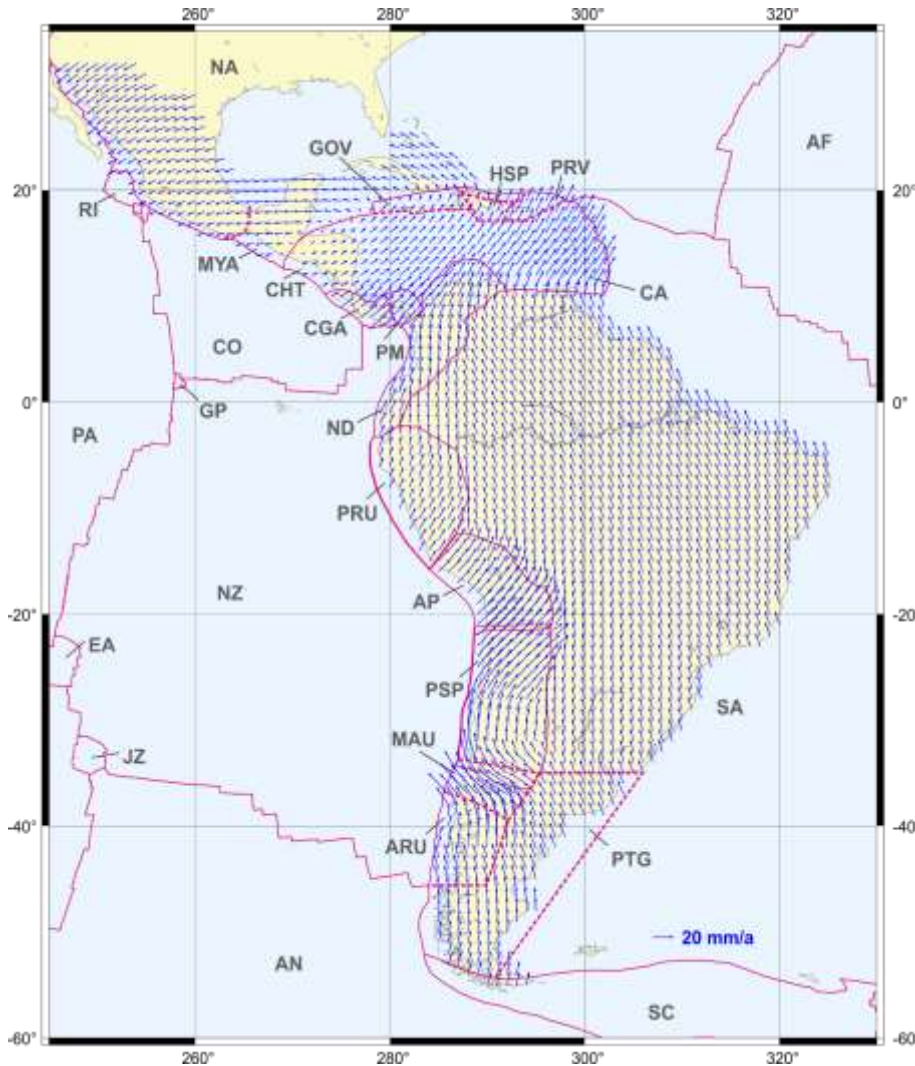 260° 280° 300° 320°
NA
AF
GOV
HSP PRV
20° 20°
RI
MYA
CHT
CA
CGA
CO
PM
GP
0° 0°
ND
PA
PRU
NZ
AP
-20° -20
EA
PSP
SA
MAU
JZ
-40° -40
ARU
PTG
20 mm/a
AN
SC
-60° -60
260° 280° 300° 320°